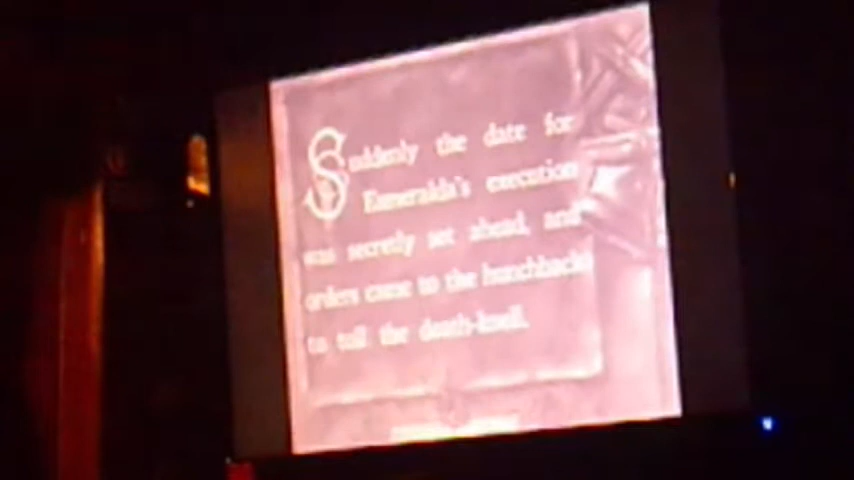 Suddenly the date for
Esmeralda's execution
was secretly set ahead, and
orders came to the hunchback
to toll the death-knell.